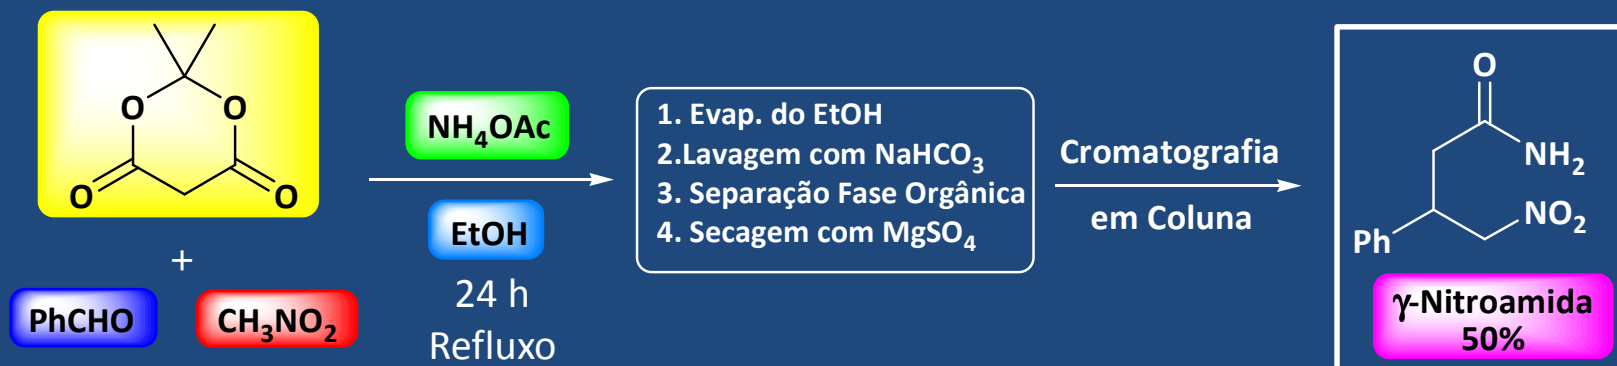 O
O
O
O
+
PhCHO
CH₃NO₂
NH₄OAc
EtOH
24 h
Refluxo
1. Evap. do EtOH
2.Lavagem com NaHCO₃
3. Separação Fase Orgânica
4. Secagem com MgSO₄
Cromatografia
em Coluna
O
NH₂
NO₂
Ph
γ-Nitroamida
50%